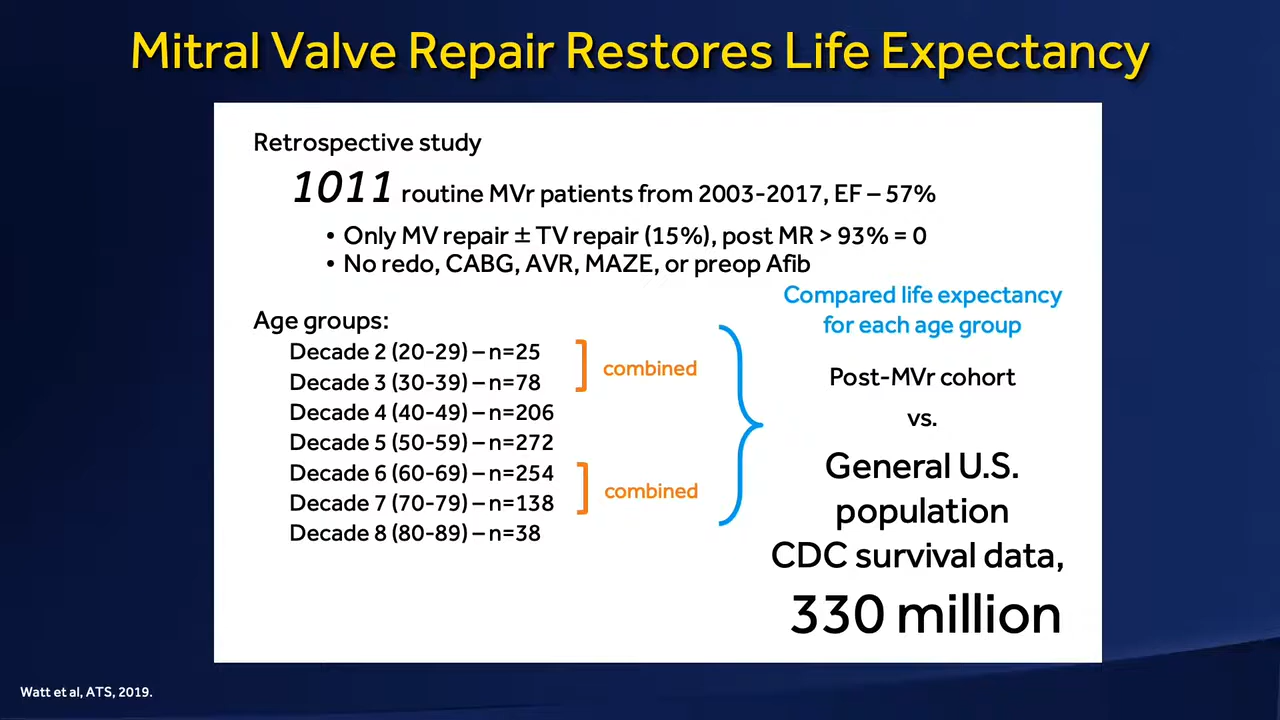 Mitral Valve Repair Restores Life Expectancy
Retrospective study
1011 routine MVr patients from 2003-2017, EF – 57%
• Only MV repair ± TV repair (15%), post MR > 93% = 0
• No redo, CABG, AVR, MAZE, or preop Afib
Age groups:
Decade 2 (20-29) – n=25
Decade 3 (30-39) – n=78
combined
Decade 4 (40-49) – n=206
Decade 5 (50-59) – n=272
Decade 6 (60-69) – n=254
Decade 7 (70-79) – n=138
combined
Decade 8 (80-89) – n=38
Compared life expectancy
for each age group
Post-MVr cohort
vs.
General U.S.
population
CDC survival data,
330 million
Watt et al, ATS, 2019.